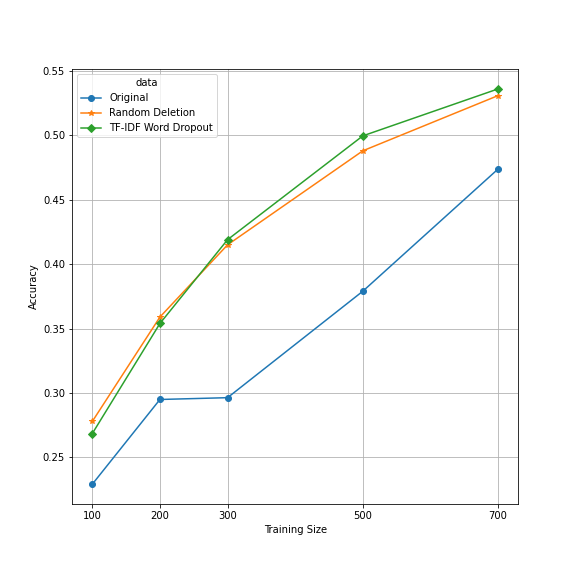 data
Original
Random Deletion
TF-IDF Word Dropout
0.55
0.50
0.45
0.40
0.35
0.30
0.25
Accuracy
100 200 300 500 700
Training Size